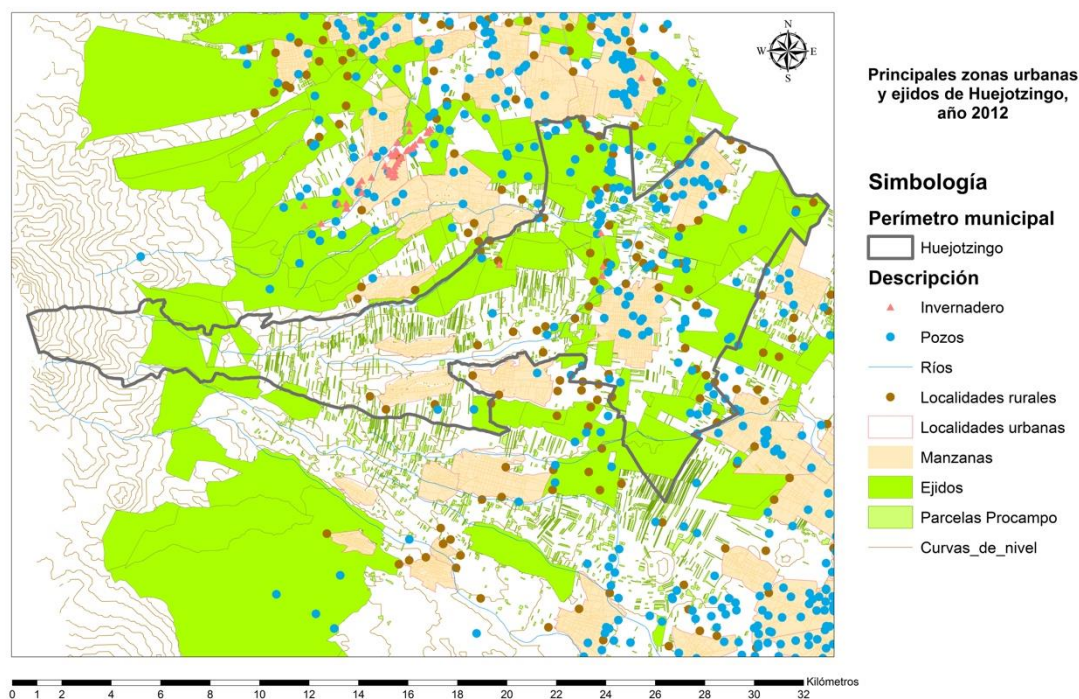 N
W
E
S
Principales zonas urbanas
y ejidos de Huejotzingo,
año 2012
Simbología
Perímetro municipal
Huejotzingo
Descripción
Invernadero
Pozos
Ríos
Localidades rurales
Localidades urbanas
Manzanas
Ejidos
Parcelas Procampo
Curvas_de_nivel
Kilómetros
0 1 2 4 6 8 10 12 14 16 18 20 22 24 26 28 30 32